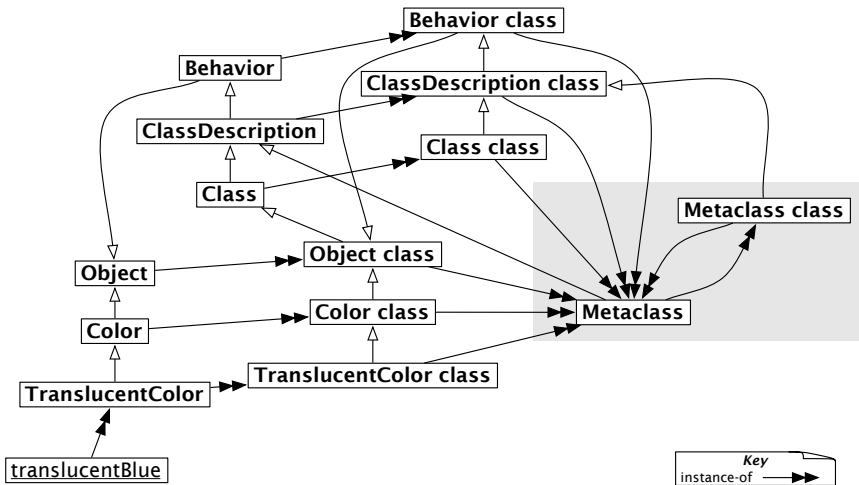 Behavior class
Behavior
ClassDescription class
ClassDescription
Class class
Class
Metaclass class
Object class
Object
Color class
Metaclass
Color
TranslucentColor class
TranslucentColor
translucentBlue
Key
instance-of